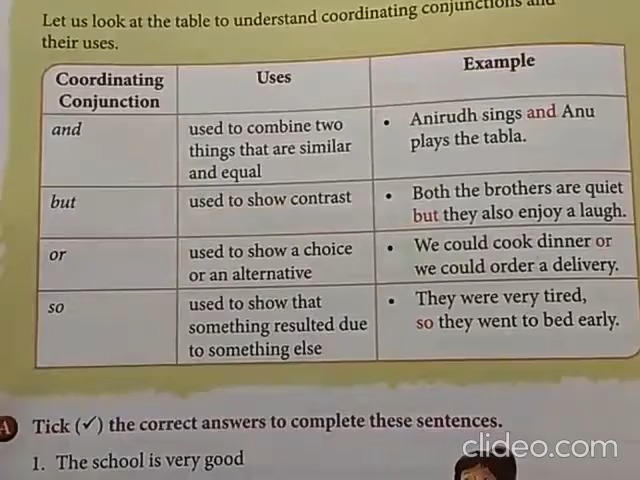 Let us look at the table to understand coordinating conjunctions and
their uses.
Coordinating Conjunction
Uses
Example
and
used to combine two
things that are similar
and equal
• Anirudh sings and Anu
plays the tabla.
but
used to show contrast
• Both the brothers are quiet
but they also enjoy a laugh.
or
used to show a choice
or an alternative
• We could cook dinner or
we could order a delivery.
so
used to show that
something resulted due
to something else
• They were very tired,
so they went to bed early.
A Tick (✓) the correct answers to complete these sentences.
1. The school is very good
clideo.com